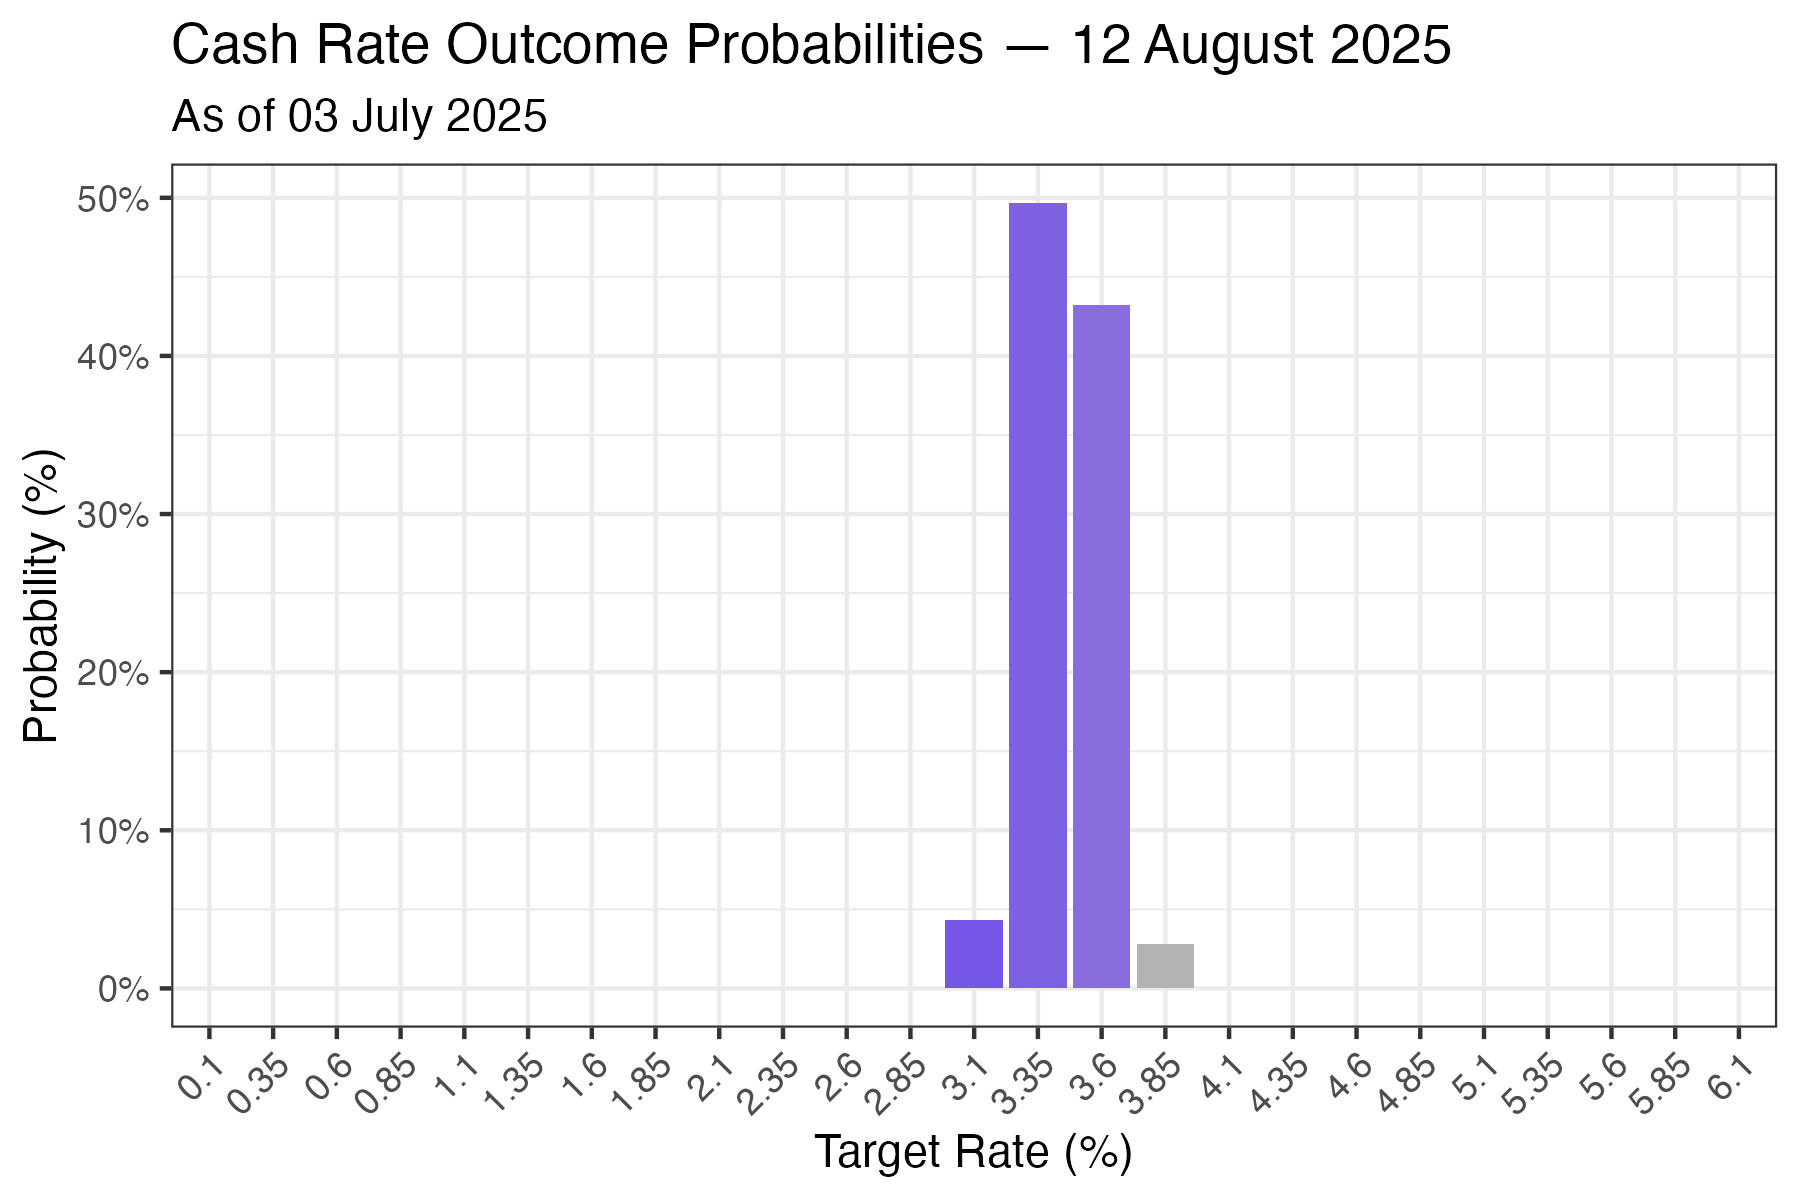 Cash Rate Outcome Probabilities — 12 August 2025
As of 03 July 2025
Probability (%)
50%
40%
30%
20%
10%
0%
0.1 0.35 0.6 0.85 1.1 1.35 1.6 1.85 2.1 2.35 2.6 2.85 3.1 3.35 3.6 3.85 4.1 4.35 4.6 4.85 5.1 5.35 5.6 5.85 6.1
Target Rate (%)